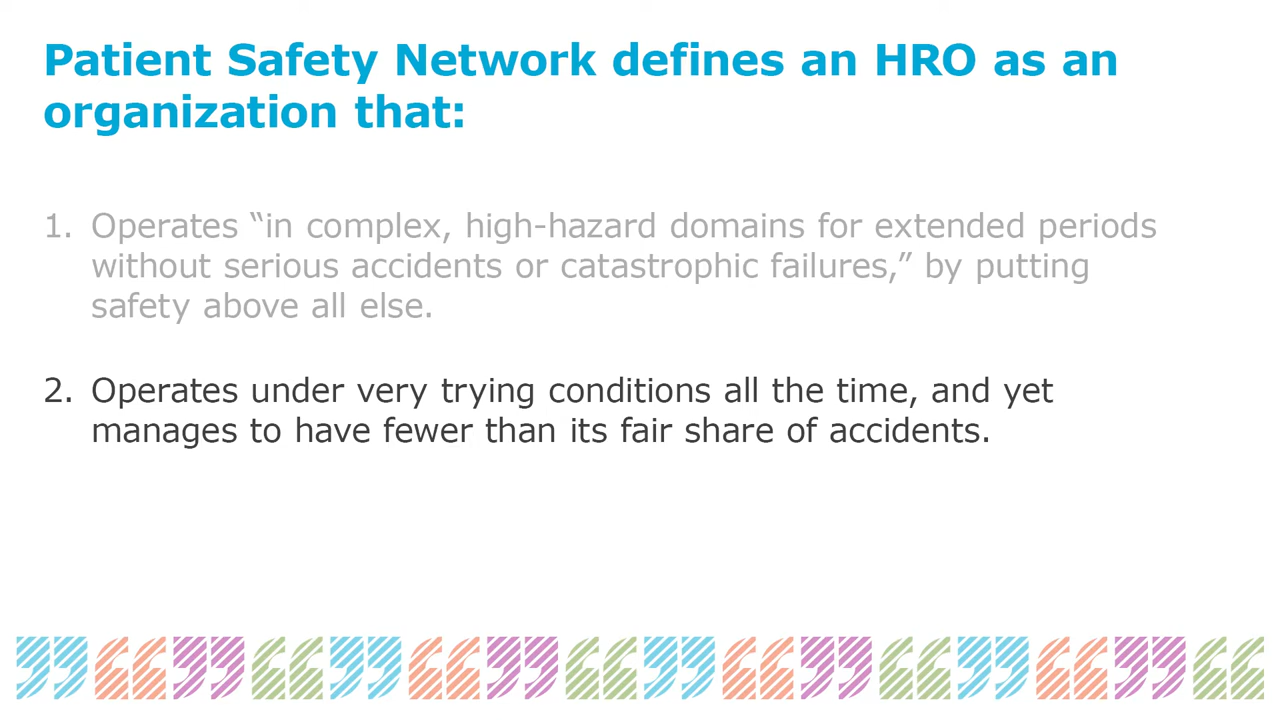 Patient Safety Network defines an HRO as an
organization that:
1. Operates “in complex, high-hazard domains for extended periods
without serious accidents or catastrophic failures,” by putting
safety above all else.
2. Operates under very trying conditions all the time, and yet
manages to have fewer than its fair share of accidents.